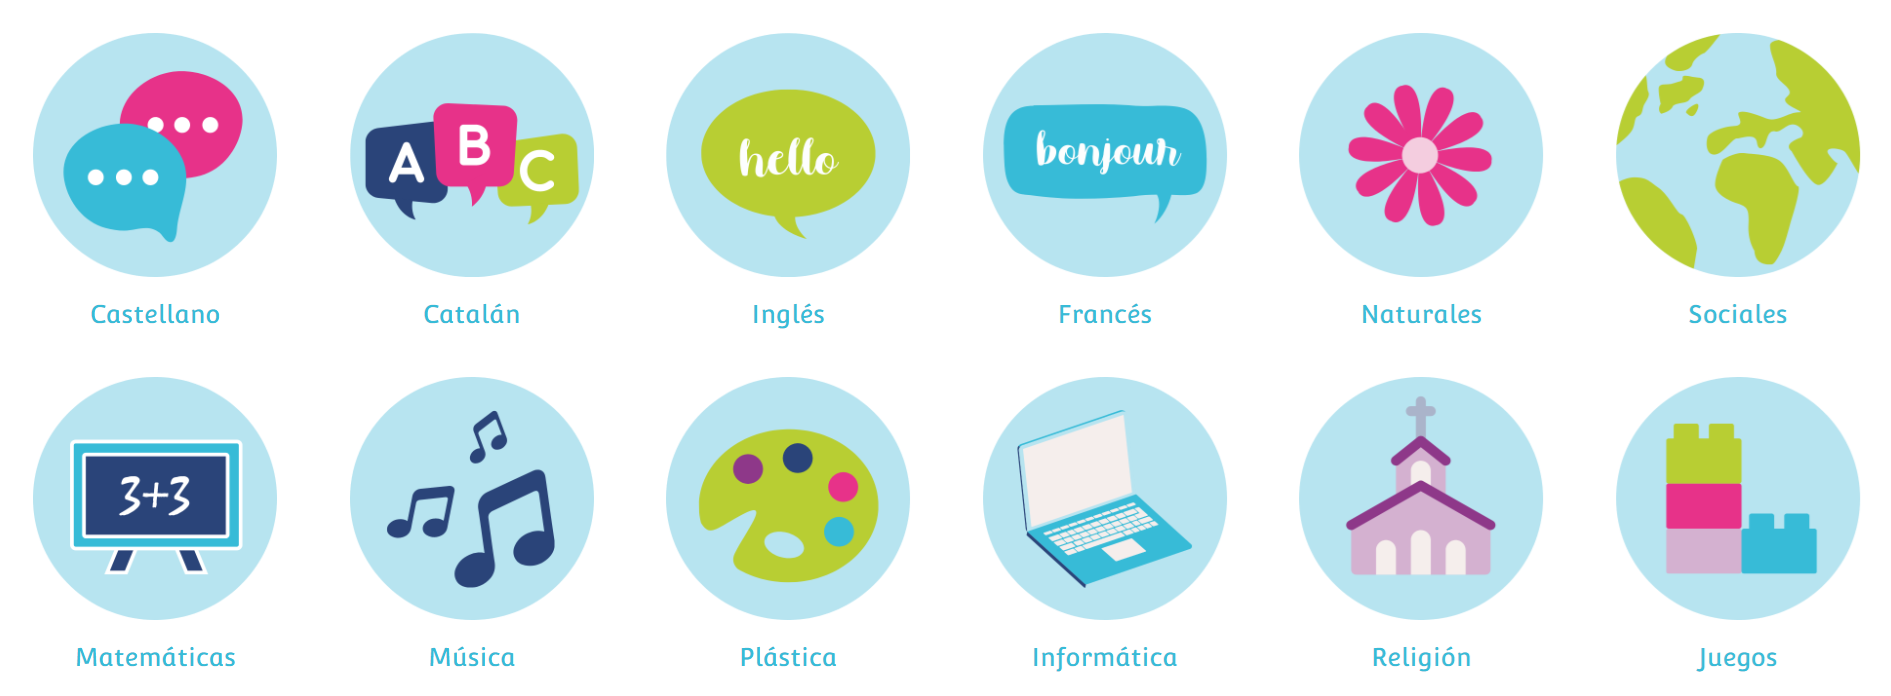 A B C
hello
bonjour
Castellano
Catalán
Inglés
Francés
Naturales
Sociales
3+3
Matemáticas
Música
Plástica
Informática
Religión
Juegos